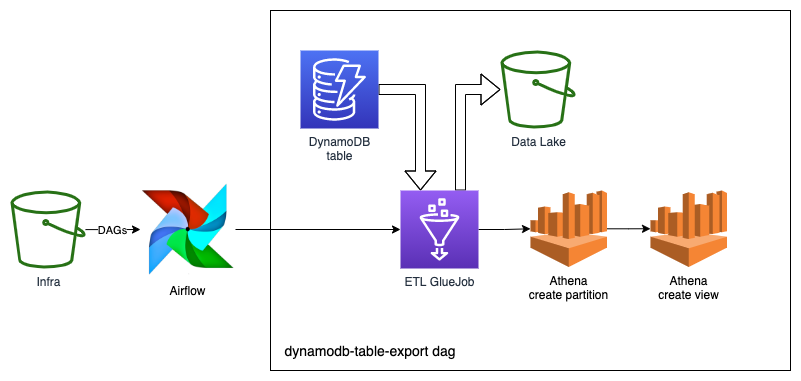 DynamoDB
table
Data Lake
DAGs
Infra
Airflow
ETL GlueJob
Athena
create partition
Athena
create view
dynamodb-table-export dag